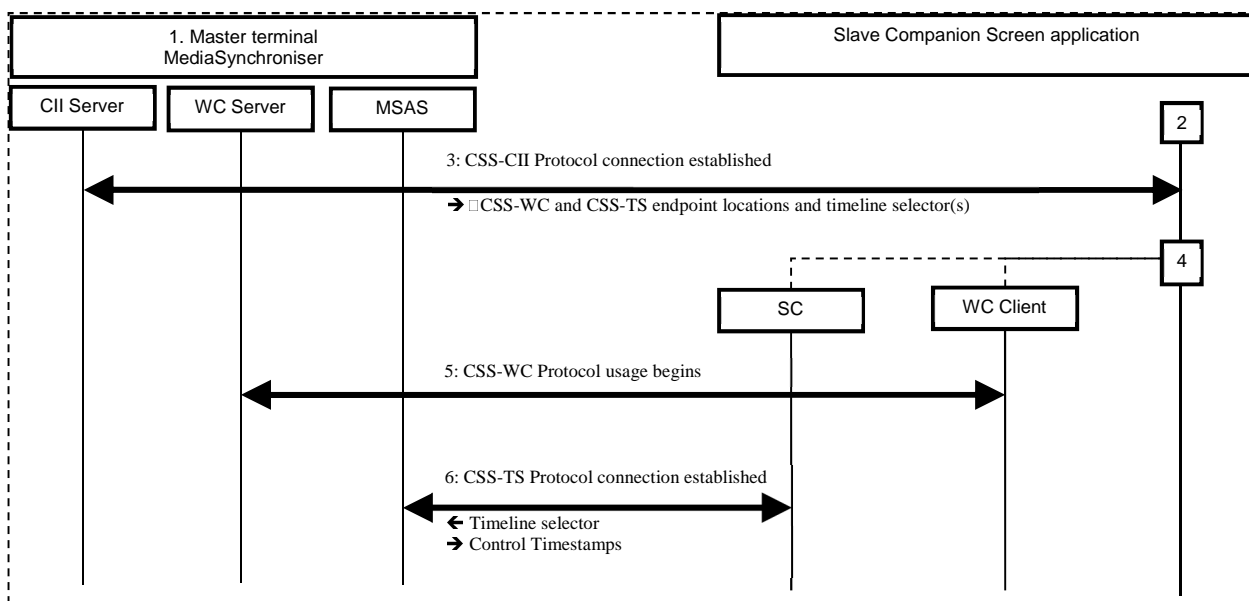 1. Master terminal
MediaSynchroniser
Slave Companion Screen application
CII Server
WC Server
MSAS
2
3: CSS-CII Protocol connection established
➔ □CSS-WC and CSS-TS endpoint locations and timeline selector(s)
4
SC
WC Client
5: CSS-WC Protocol usage begins
6: CSS-TS Protocol connection established
← Timeline selector
➔ Control Timestamps